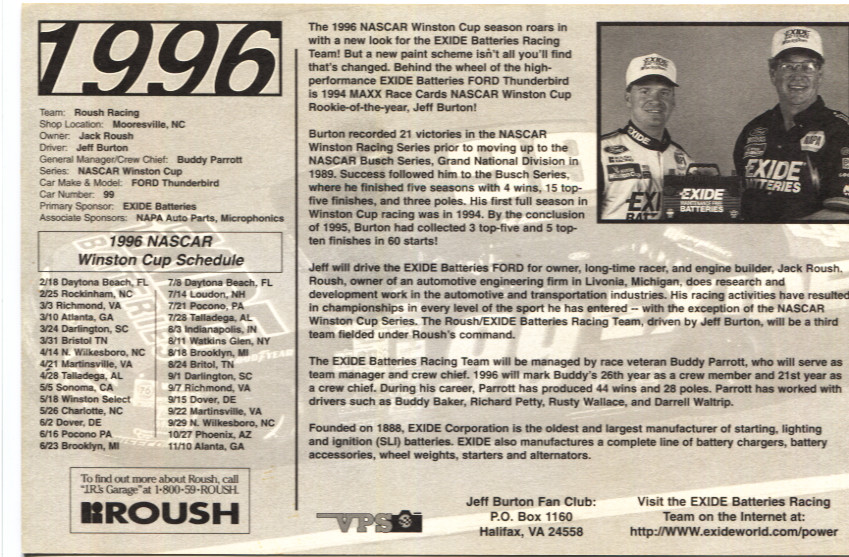 1996
Team: Roush Racing
Shop Location: Mooresville, NC
Owner: Jack Roush
Driver: Jeff Burton
General Manager/Crew Chief: Buddy Parrott
Series: NASCAR Winston Cup
Car Make & Model: FORD Thunderbird
Car Number: 99
Primary Sponsor: EXIDE Batteries
Associate Sponsors: NAPA Auto Parts, Microphonics
1996 NASCAR
Winston Cup Schedule
2/18 Daytona Beach, FL
2/25 Rockinham, NC
3/3 Richmond, VA
3/10 Atlanta, GA
3/24 Darlington, SC
3/31 Bristol TN
4/14 N. Wilkesboro, NC
4/21 Martinsville, VA
4/28 Talladega, AL
5/5 Sonoma, CA
5/18 Winston Select
5/26 Charlotte, NC
6/2 Dover, DE
6/16 Pocono PA
6/23 Brooklyn, MI
7/8 Daytona Beach, FL
7/14 Loudon, NH
7/21 Pocono, PA
7/28 Talladega, AL
8/3 Indianapolis, IN
8/11 Watkins Glen, NY
8/18 Brooklyn, MI
8/24 Britol, TN
9/1 Darlington, SC
9/7 Richmond, VA
9/15 Dover, DE
9/22 Martinsville, VA
9/29 N. Wilkesboro, NC
10/27 Phoenix, AZ
11/10 Alanta, GA
To find out more about Roush, call
"J.R.'s Garage" at 1-800-59-ROUSH.
ROUSH
The 1996 NASCAR Winston Cup season roars in
with a new look for the EXIDE Batteries Racing
Team! But a new paint scheme isn't all you'll find
that's changed. Behind the wheel of the high-
performance EXIDE Batteries FORD Thunderbird
is 1994 MAXX Race Cards NASCAR Winston Cup
Rookie-of-the-year, Jeff Burton!
Burton recorded 21 victories in the NASCAR
Winston Racing Series prior to moving up to the
NASCAR Busch Series, Grand National Division in
1989. Success followed him to the Busch Series,
where he finished five seasons with 4 wins, 15 top-
five finishes, and three poles. His first full season in
Winston Cup racing was in 1994. By the conclusion
of 1995, Burton had collected 3 top-five and 5 top-
ten finishes in 60 starts!
Jeff will drive the EXIDE Batteries FORD for owner, long-time racer, and engine builder, Jack Roush.
Roush, owner of an automotive engineering firm in Livonia, Michigan, does research and
development work in the automotive and transportation industries. His racing activities have resulted
in championships in every level of the sport he has entered -- with the exception of the NASCAR
Winston Cup Series. The Roush/EXIDE Batteries Racing Team, driven by Jeff Burton, will be a third
team fielded under Roush's command.
The EXIDE Batteries Racing Team will be managed by race veteran Buddy Parrott, who will serve as
team manager and crew chief. 1996 will mark Buddy's 26th year as a crew member and 21st year as
a crew chief. During his career, Parrott has produced 44 wins and 28 poles. Parrott has worked with
drivers such as Buddy Baker, Richard Petty, Rusty Wallace, and Darrell Waltrip.
Founded on 1888, EXIDE Corporation is the oldest and largest manufacturer of starting, lighting
and ignition (SLI) batteries. EXIDE also manufactures a complete line of battery chargers, battery
accessories, wheel weights, starters and alternators.
VPS
Jeff Burton Fan Club:
P.O. Box 1160
Halifax, VA 24558
Visit the EXIDE Batteries Racing
Team on the Internet at:
http://WWW.exideworld.com/power
EXIDE
EXIDE
NAPA
EXIDE
BATTERIES
EXIDE
BATTERIES
EXI
BATT